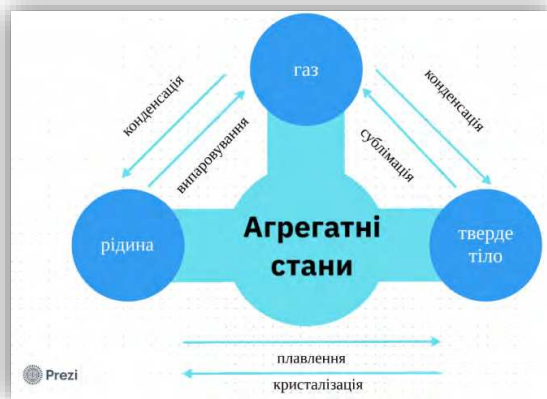 газ
конденсація
випаровування
конденсація
сублімація
рідина
Агрегатні
стани
тверде
тіло
плавлення
кристалізація
Prezi